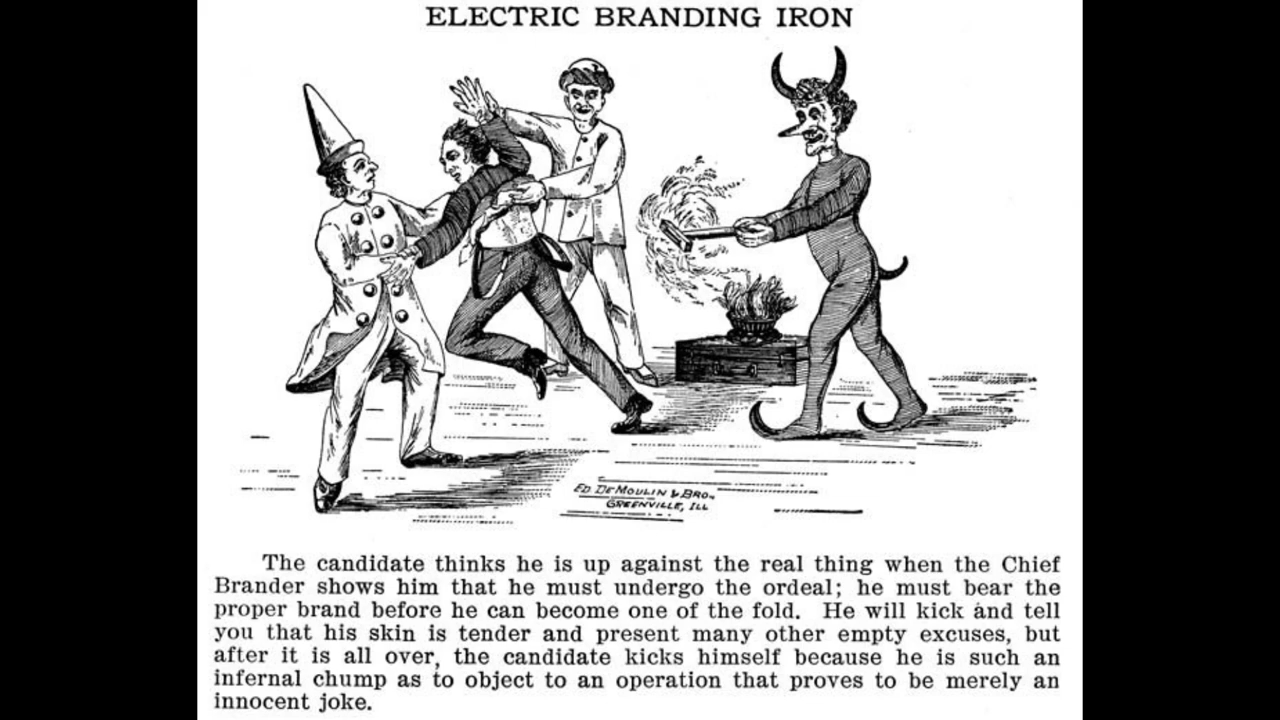 ELECTRIC BRANDING IRON
ED DEMOULIN & BRO.
GREENVILLE, ILL
The candidate thinks he is up against the real thing when the Chief
Brander shows him that he must undergo the ordeal; he must bear the
proper brand before he can become one of the fold. He will kick and tell
you that his skin is tender and present many other empty excuses, but
after it is all over, the candidate kicks himself because he is such an
infernal chump as to object to an operation that proves to be merely an
innocent joke.